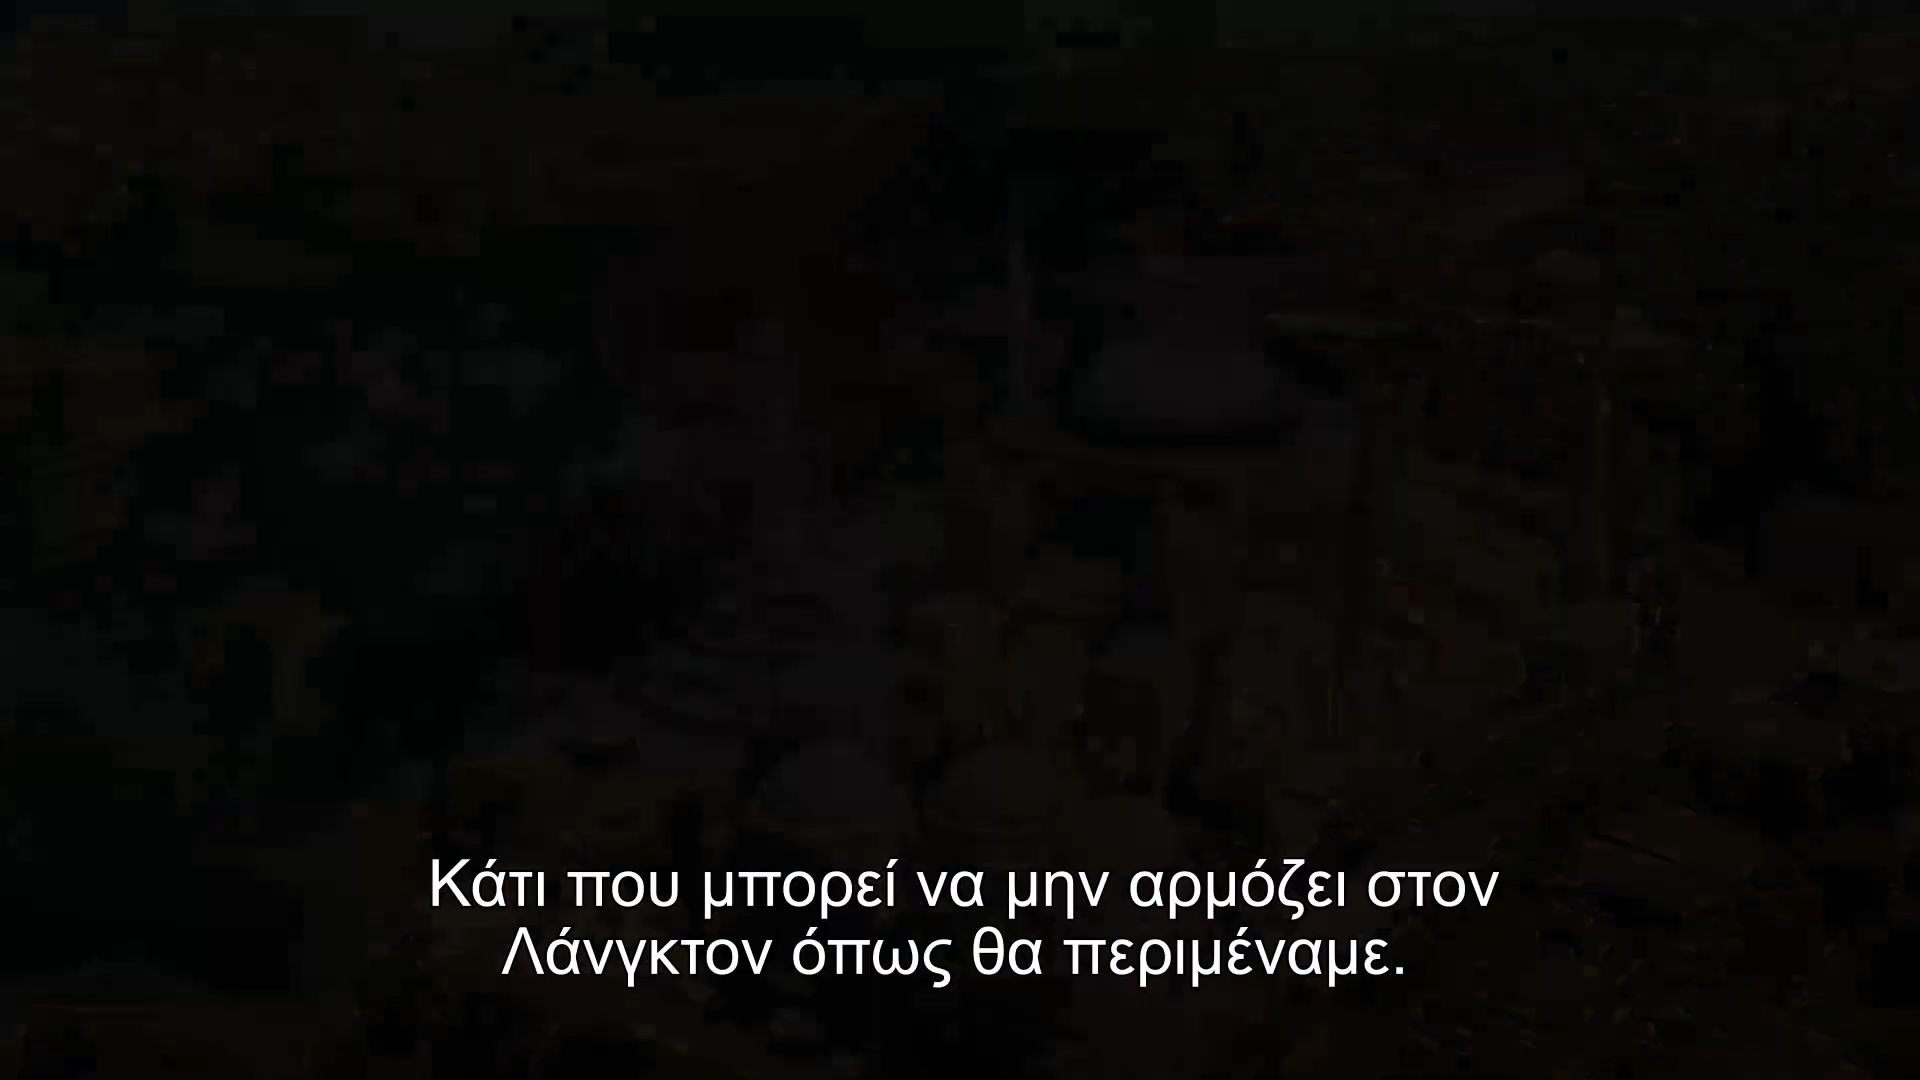 Κάτι που μπορεί να μην αρμόζει στον
Λάνγκτον όπως θα περιμέναμε.